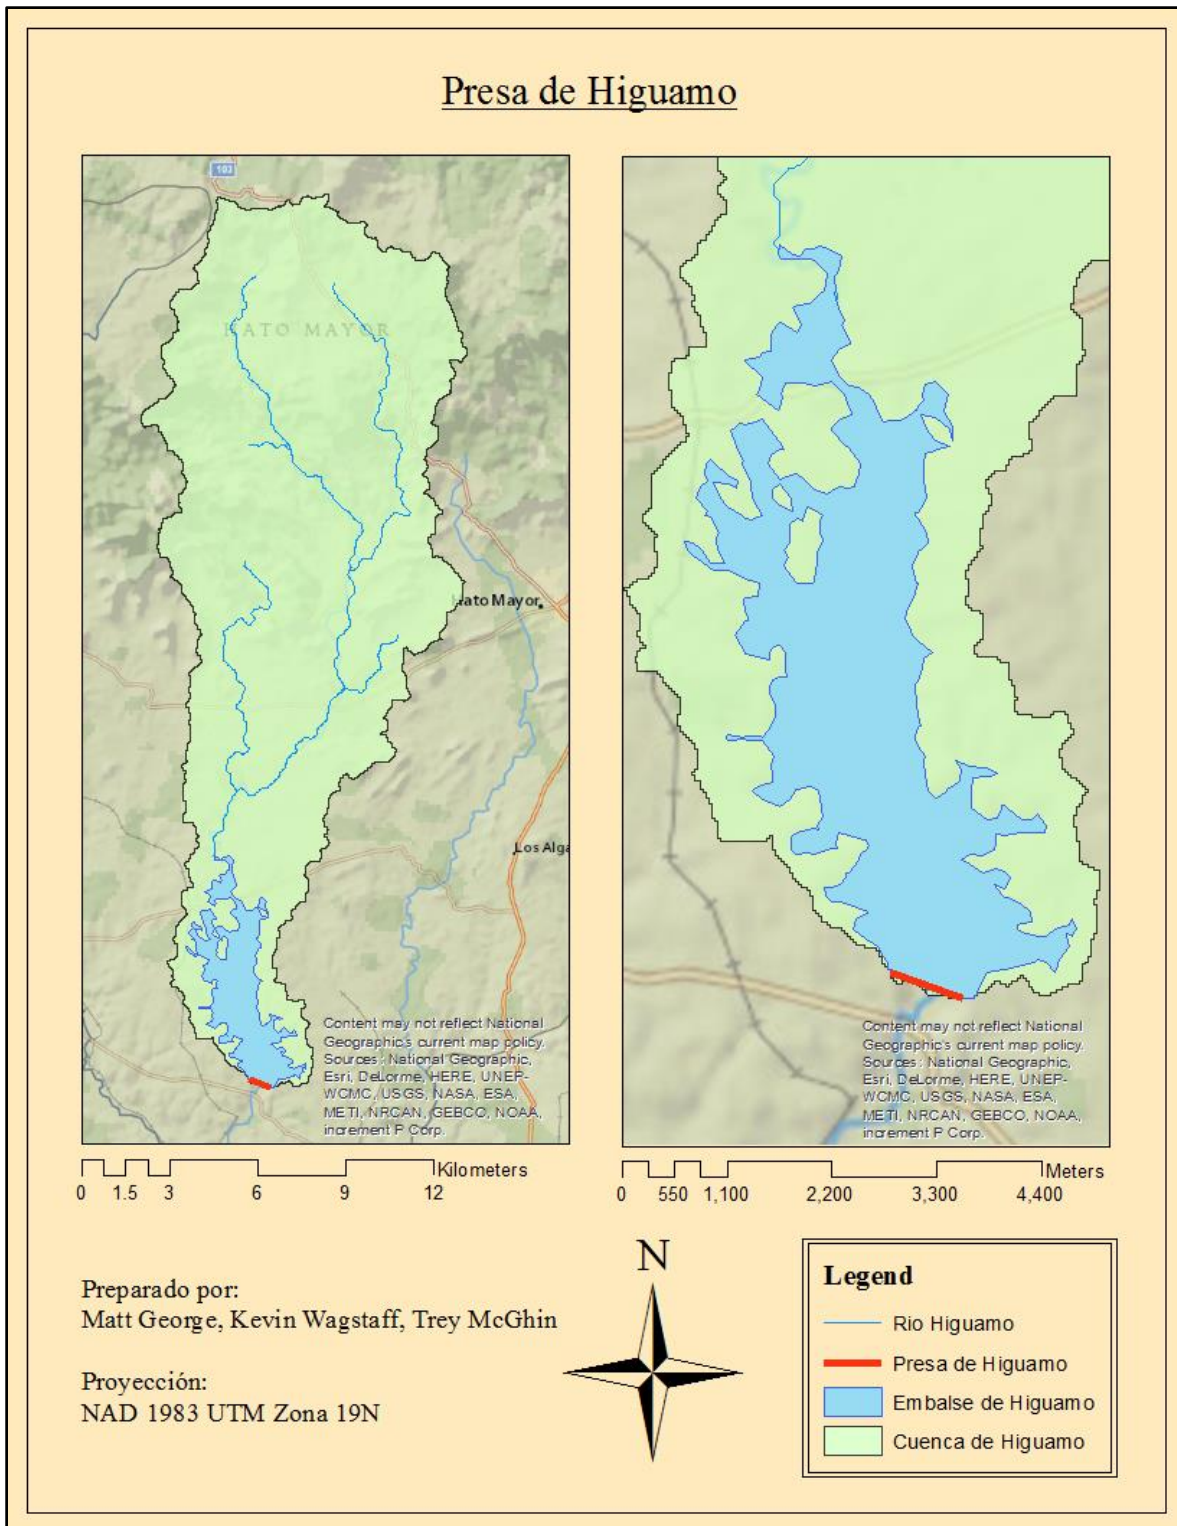 Presa de Higuamo
103
HATO MAYOR
Hato Mayor
Los Alga
Content may not reflect National
Geographic's current map policy.
Sources: National Geographic,
Esri, DeLorme, HERE, UNEP-
WCMC, USGS, NASA, ESA,
METI, NRCAN, GEBCO, NOAA,
increment P Corp.
Kilometers
0 1.5 3 6 9 12
Content may not reflect National
Geographic's current map policy.
Sources: National Geographic,
Esri, DeLorme, HERE, UNEP-
WCMC, USGS, NASA, ESA,
METI, NRCAN, GEBCO, NOAA,
increment P Corp.
Meters
0 550 1,100 2,200 3,300 4,400
Preparado por:
Matt George, Kevin Wagstaff, Trey McGhin
Proyección:
NAD 1983 UTM Zona 19N
N
Legend
Rio Higuamo
Presa de Higuamo
Embalse de Higuamo
Cuenca de Higuamo